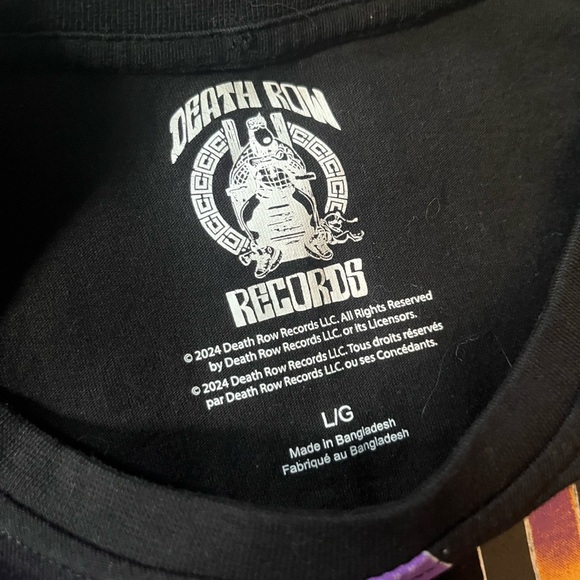 DEATH ROW
RECORDS
© 2024 Death Row Records LLC. All Rights Reserved
by Death Row Records LLC. or its Licensors.
© 2024 Death Row Records LLC. Tous droits réservés
par Death Row Records LLC. ou ses Concédants.
L/G
Made in Bangladesh
Fabriqué au Bangladesh